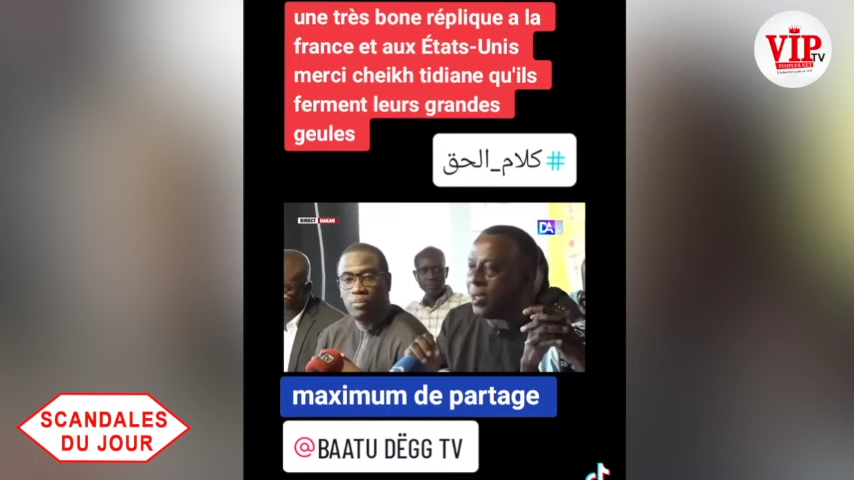 une très bone réplique a la
france et aux États-Unis
merci cheikh tidiane qu'ils
ferment leurs grandes
geules
#كلام_الحق
VIP
TV
PEOPLES.NET
DIRECT DAKAR
maximum de partage
@BAATU DËGG TV
SCANDALES
DU JOUR